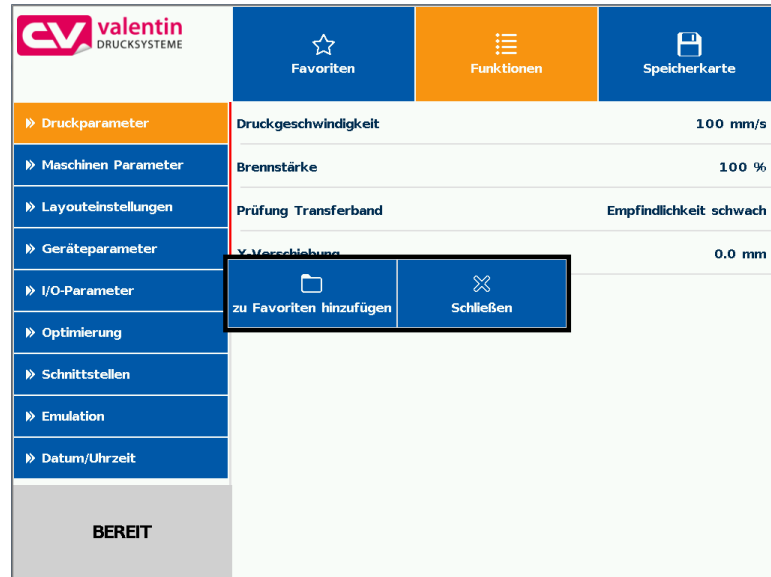 valentin
DRUCKSYSTEME
Favoriten
Funktionen
Speicherkarte
Druckparameter
Maschinen Parameter
Layouteinstellungen
Geräteparameter
I/O-Parameter
Optimierung
Schnittstellen
Emulation
Datum/Uhrzeit
BEREIT
Druckgeschwindigkeit 100 mm/s
Brennstärke 100 %
Prüfung Transferband Empfindlichkeit schwach
X-Verschiebung 0.0 mm
zu Favoriten hinzufügen
Schließen